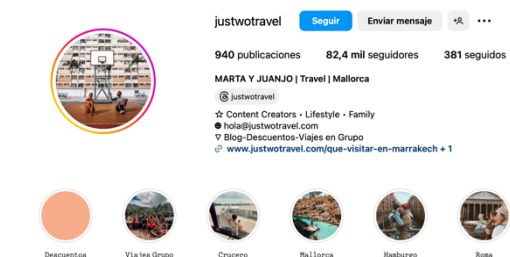 justwotravel Seguir Enviar mensaje
940 publicaciones 82,4 mil seguidores 381 seguidos
MARTA Y JUANJO | Travel | Mallorca
justwotravel
☆ Content Creators • Lifestyle • Family
hola@justwotravel.com
▽ Blog-Descuentos-Viajes en Grupo
www.justwotravel.com/que-visitar-en-marrakech + 1
Descuentos Viajes Grupo Crucero Mallorca Hamburgo Roma